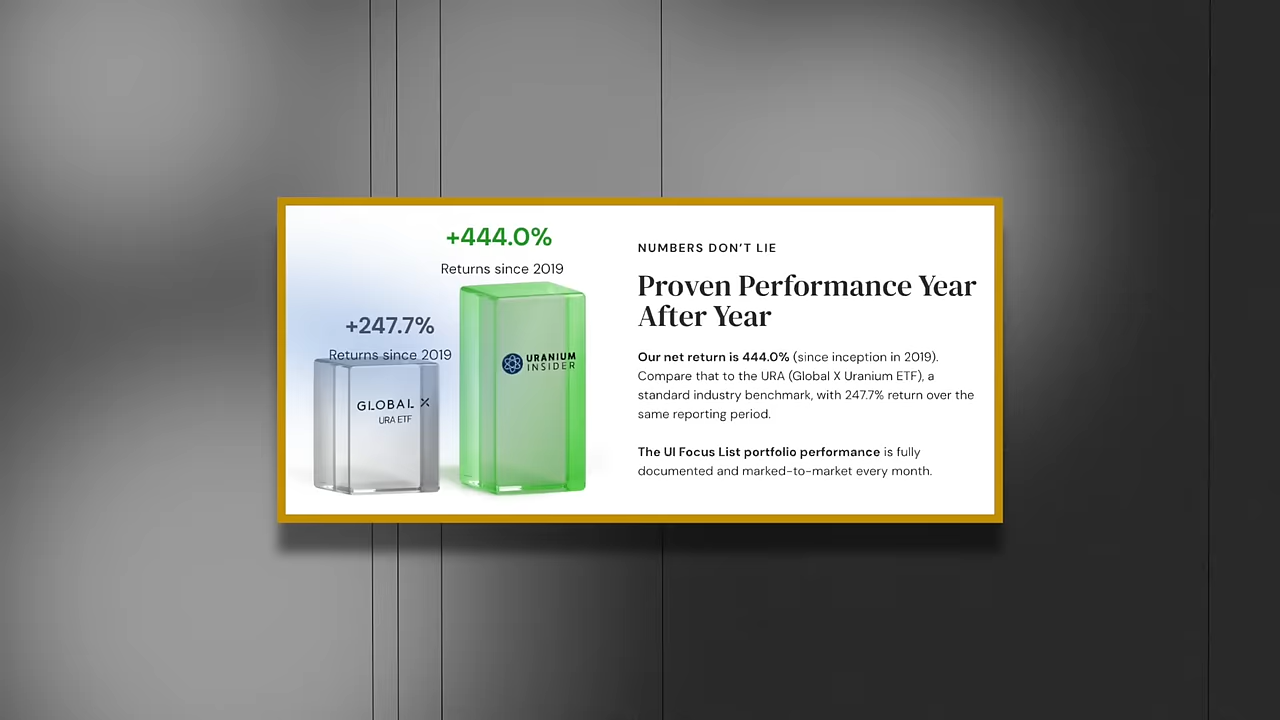 +444.0%
Returns since 2019
+247.7%
Returns since 2019
GLOBAL X
URA ETF
URANIUM
INSIDER
NUMBERS DON'T LIE
Proven Performance Year
After Year
Our net return is 444.0% (since inception in 2019).
Compare that to the URA (Global X Uranium ETF), a
standard industry benchmark, with 247.7% return over the
same reporting period.
The UI Focus List portfolio performance is fully
documented and marked-to-market every month.